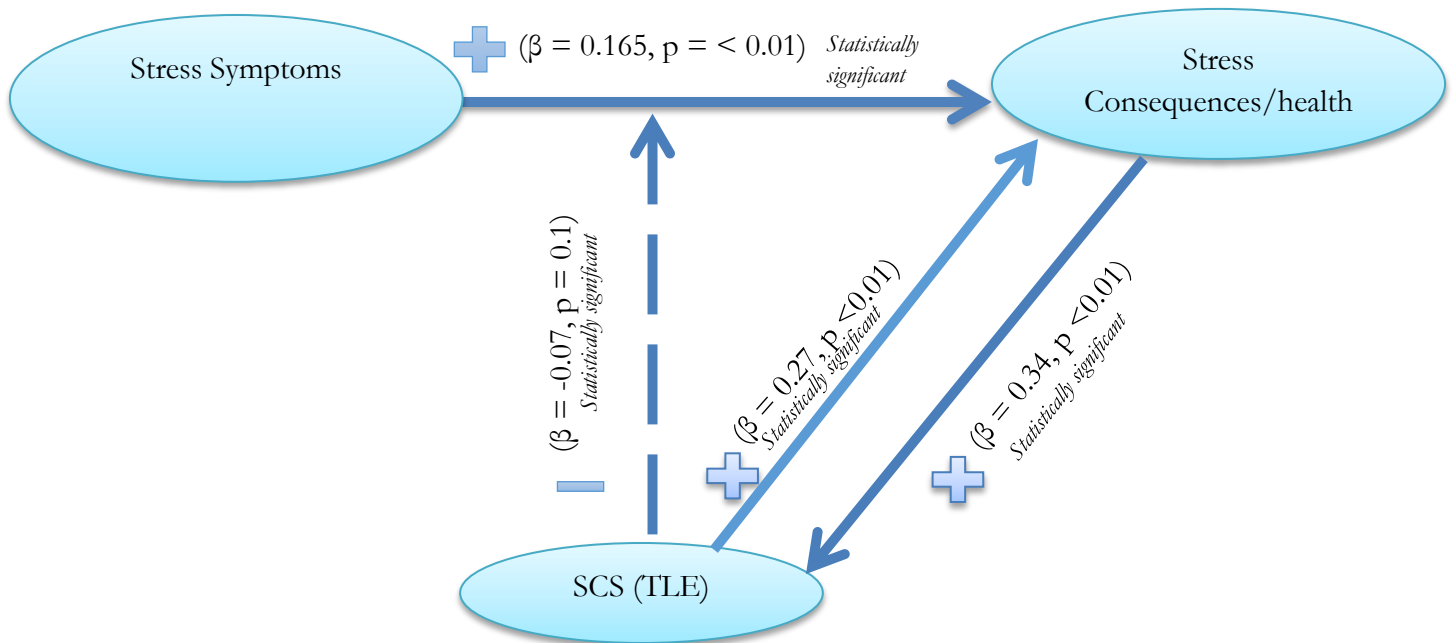 Stress Symptoms
(β = 0.165, p = < 0.01)
Statistically
significant
Stress
Consequences/health
(β = -0.07, p = 0.1)
Statistically significant
(β = 0.27, p <0.01)
Statistically significant
(β = 0.34, p <0.01)
Statistically significant
SCS (TLE)